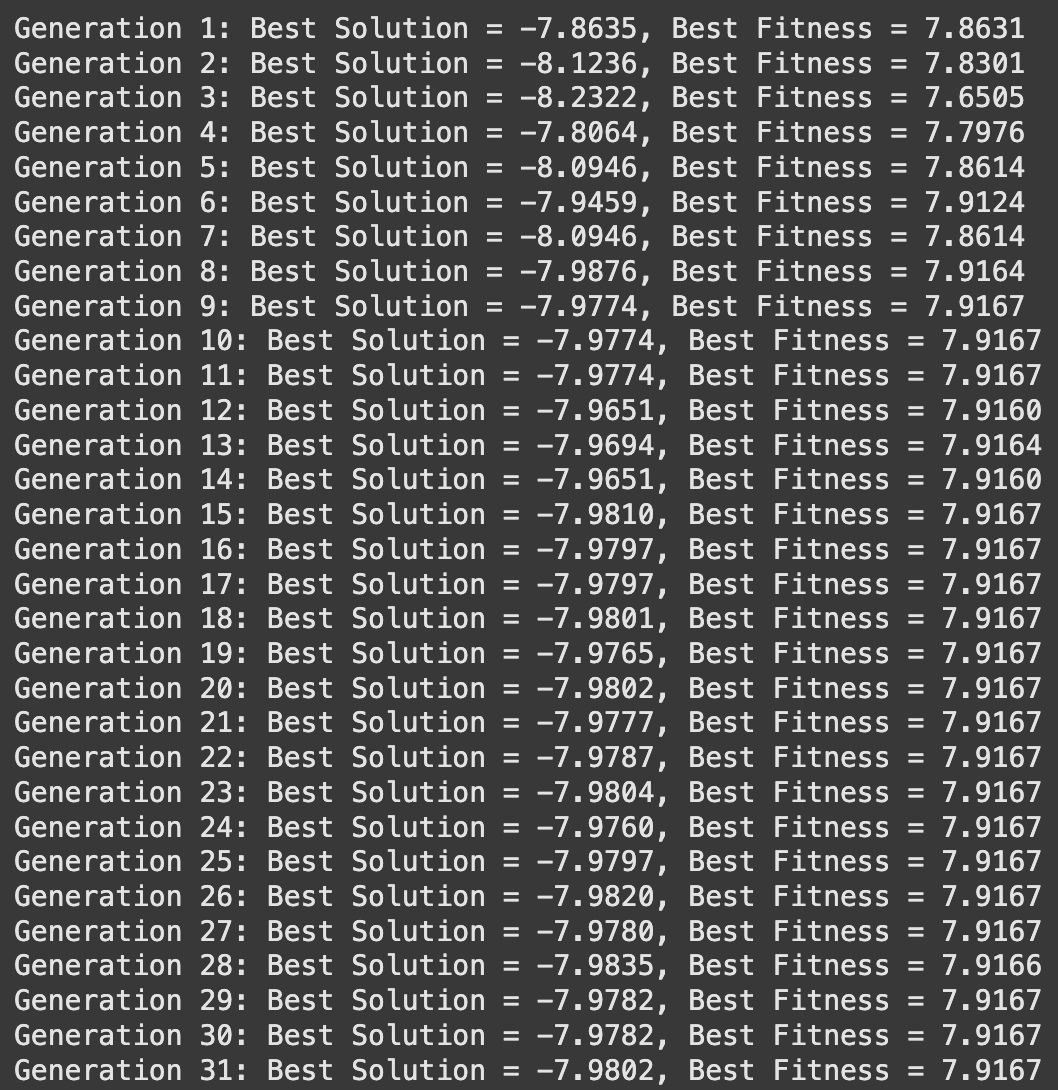 Generation 1: Best Solution = -7.8635, Best Fitness = 7.8631
Generation 2: Best Solution = -8.1236, Best Fitness = 7.8301
Generation 3: Best Solution = -8.2322, Best Fitness = 7.6505
Generation 4: Best Solution = -7.8064, Best Fitness = 7.7976
Generation 5: Best Solution = -8.0946, Best Fitness = 7.8614
Generation 6: Best Solution = -7.9459, Best Fitness = 7.9124
Generation 7: Best Solution = -8.0946, Best Fitness = 7.8614
Generation 8: Best Solution = -7.9876, Best Fitness = 7.9164
Generation 9: Best Solution = -7.9774, Best Fitness = 7.9167
Generation 10: Best Solution = -7.9774, Best Fitness = 7.9167
Generation 11: Best Solution = -7.9774, Best Fitness = 7.9167
Generation 12: Best Solution = -7.9651, Best Fitness = 7.9160
Generation 13: Best Solution = -7.9694, Best Fitness = 7.9164
Generation 14: Best Solution = -7.9651, Best Fitness = 7.9160
Generation 15: Best Solution = -7.9810, Best Fitness = 7.9167
Generation 16: Best Solution = -7.9797, Best Fitness = 7.9167
Generation 17: Best Solution = -7.9797, Best Fitness = 7.9167
Generation 18: Best Solution = -7.9801, Best Fitness = 7.9167
Generation 19: Best Solution = -7.9765, Best Fitness = 7.9167
Generation 20: Best Solution = -7.9802, Best Fitness = 7.9167
Generation 21: Best Solution = -7.9777, Best Fitness = 7.9167
Generation 22: Best Solution = -7.9787, Best Fitness = 7.9167
Generation 23: Best Solution = -7.9804, Best Fitness = 7.9167
Generation 24: Best Solution = -7.9760, Best Fitness = 7.9167
Generation 25: Best Solution = -7.9797, Best Fitness = 7.9167
Generation 26: Best Solution = -7.9820, Best Fitness = 7.9167
Generation 27: Best Solution = -7.9780, Best Fitness = 7.9167
Generation 28: Best Solution = -7.9835, Best Fitness = 7.9166
Generation 29: Best Solution = -7.9782, Best Fitness = 7.9167
Generation 30: Best Solution = -7.9782, Best Fitness = 7.9167
Generation 31: Best Solution = -7.9802, Best Fitness = 7.9167